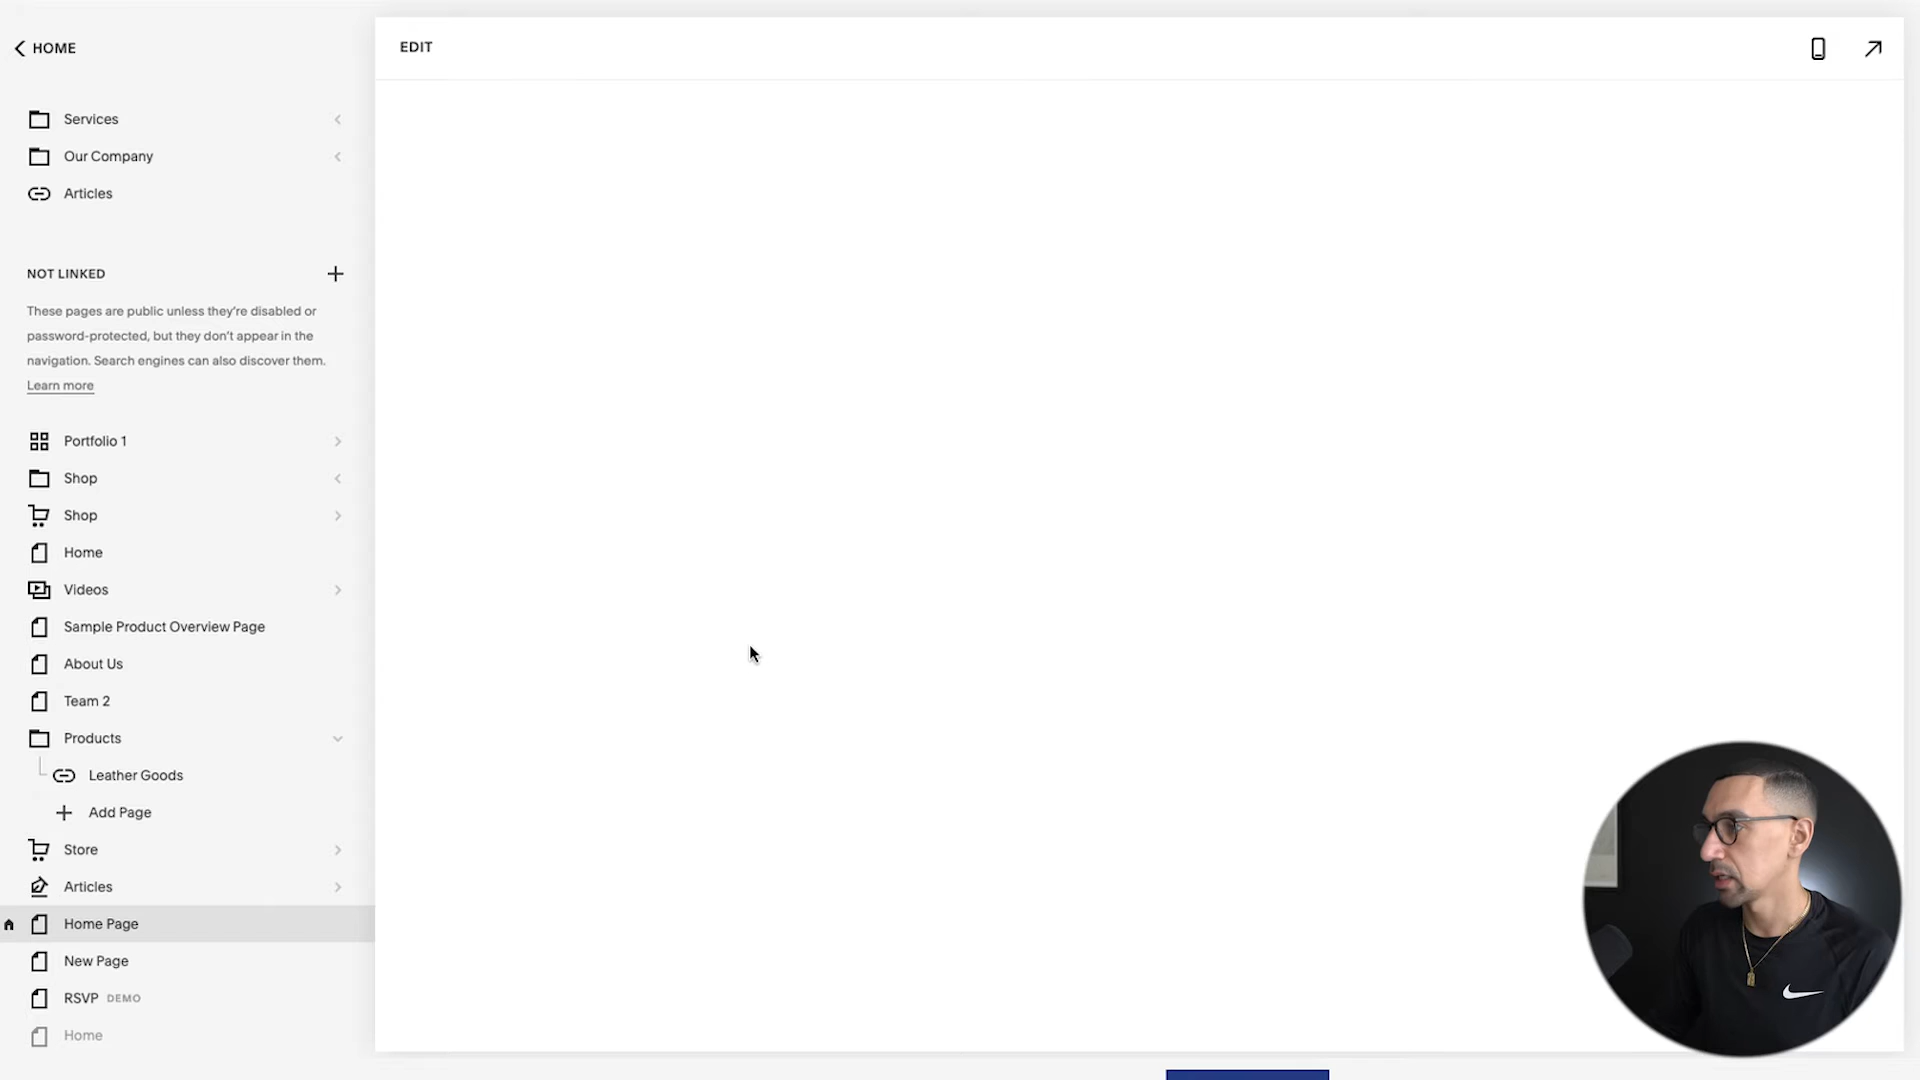 HOME
EDIT
Services
Our Company
Articles
NOT LINKED
These pages are public unless they're disabled or
password-protected, but they don't appear in the
navigation. Search engines can also discover them.
Learn more
Portfolio 1
Shop
Shop
Home
Videos
Sample Product Overview Page
About Us
Team 2
Products
Leather Goods
Add Page
Store
Articles
Home Page
New Page
RSVP DEMO
Home